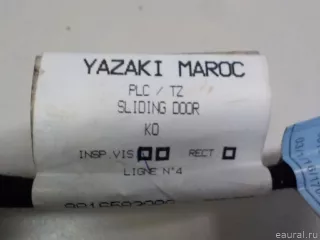 YAZAKI MAROC
PLC / TZ
SLIDING DOOR
KO
INSP VIS
RECT
LIGNE N°4
eaural.ru